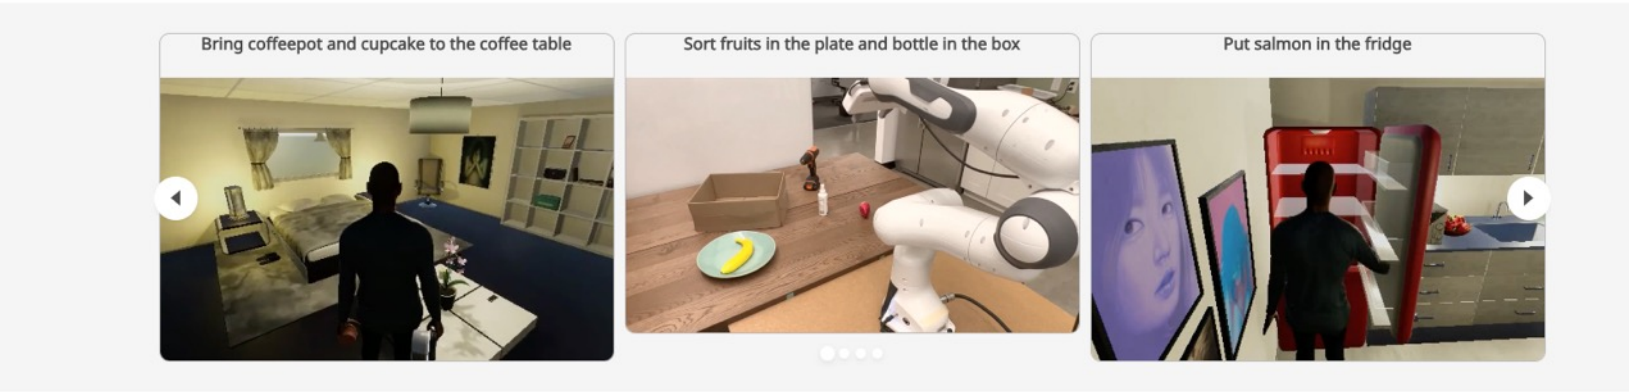 Bring coffeepot and cupcake to the coffee table
Sort fruits in the plate and bottle in the box
Put salmon in the fridge